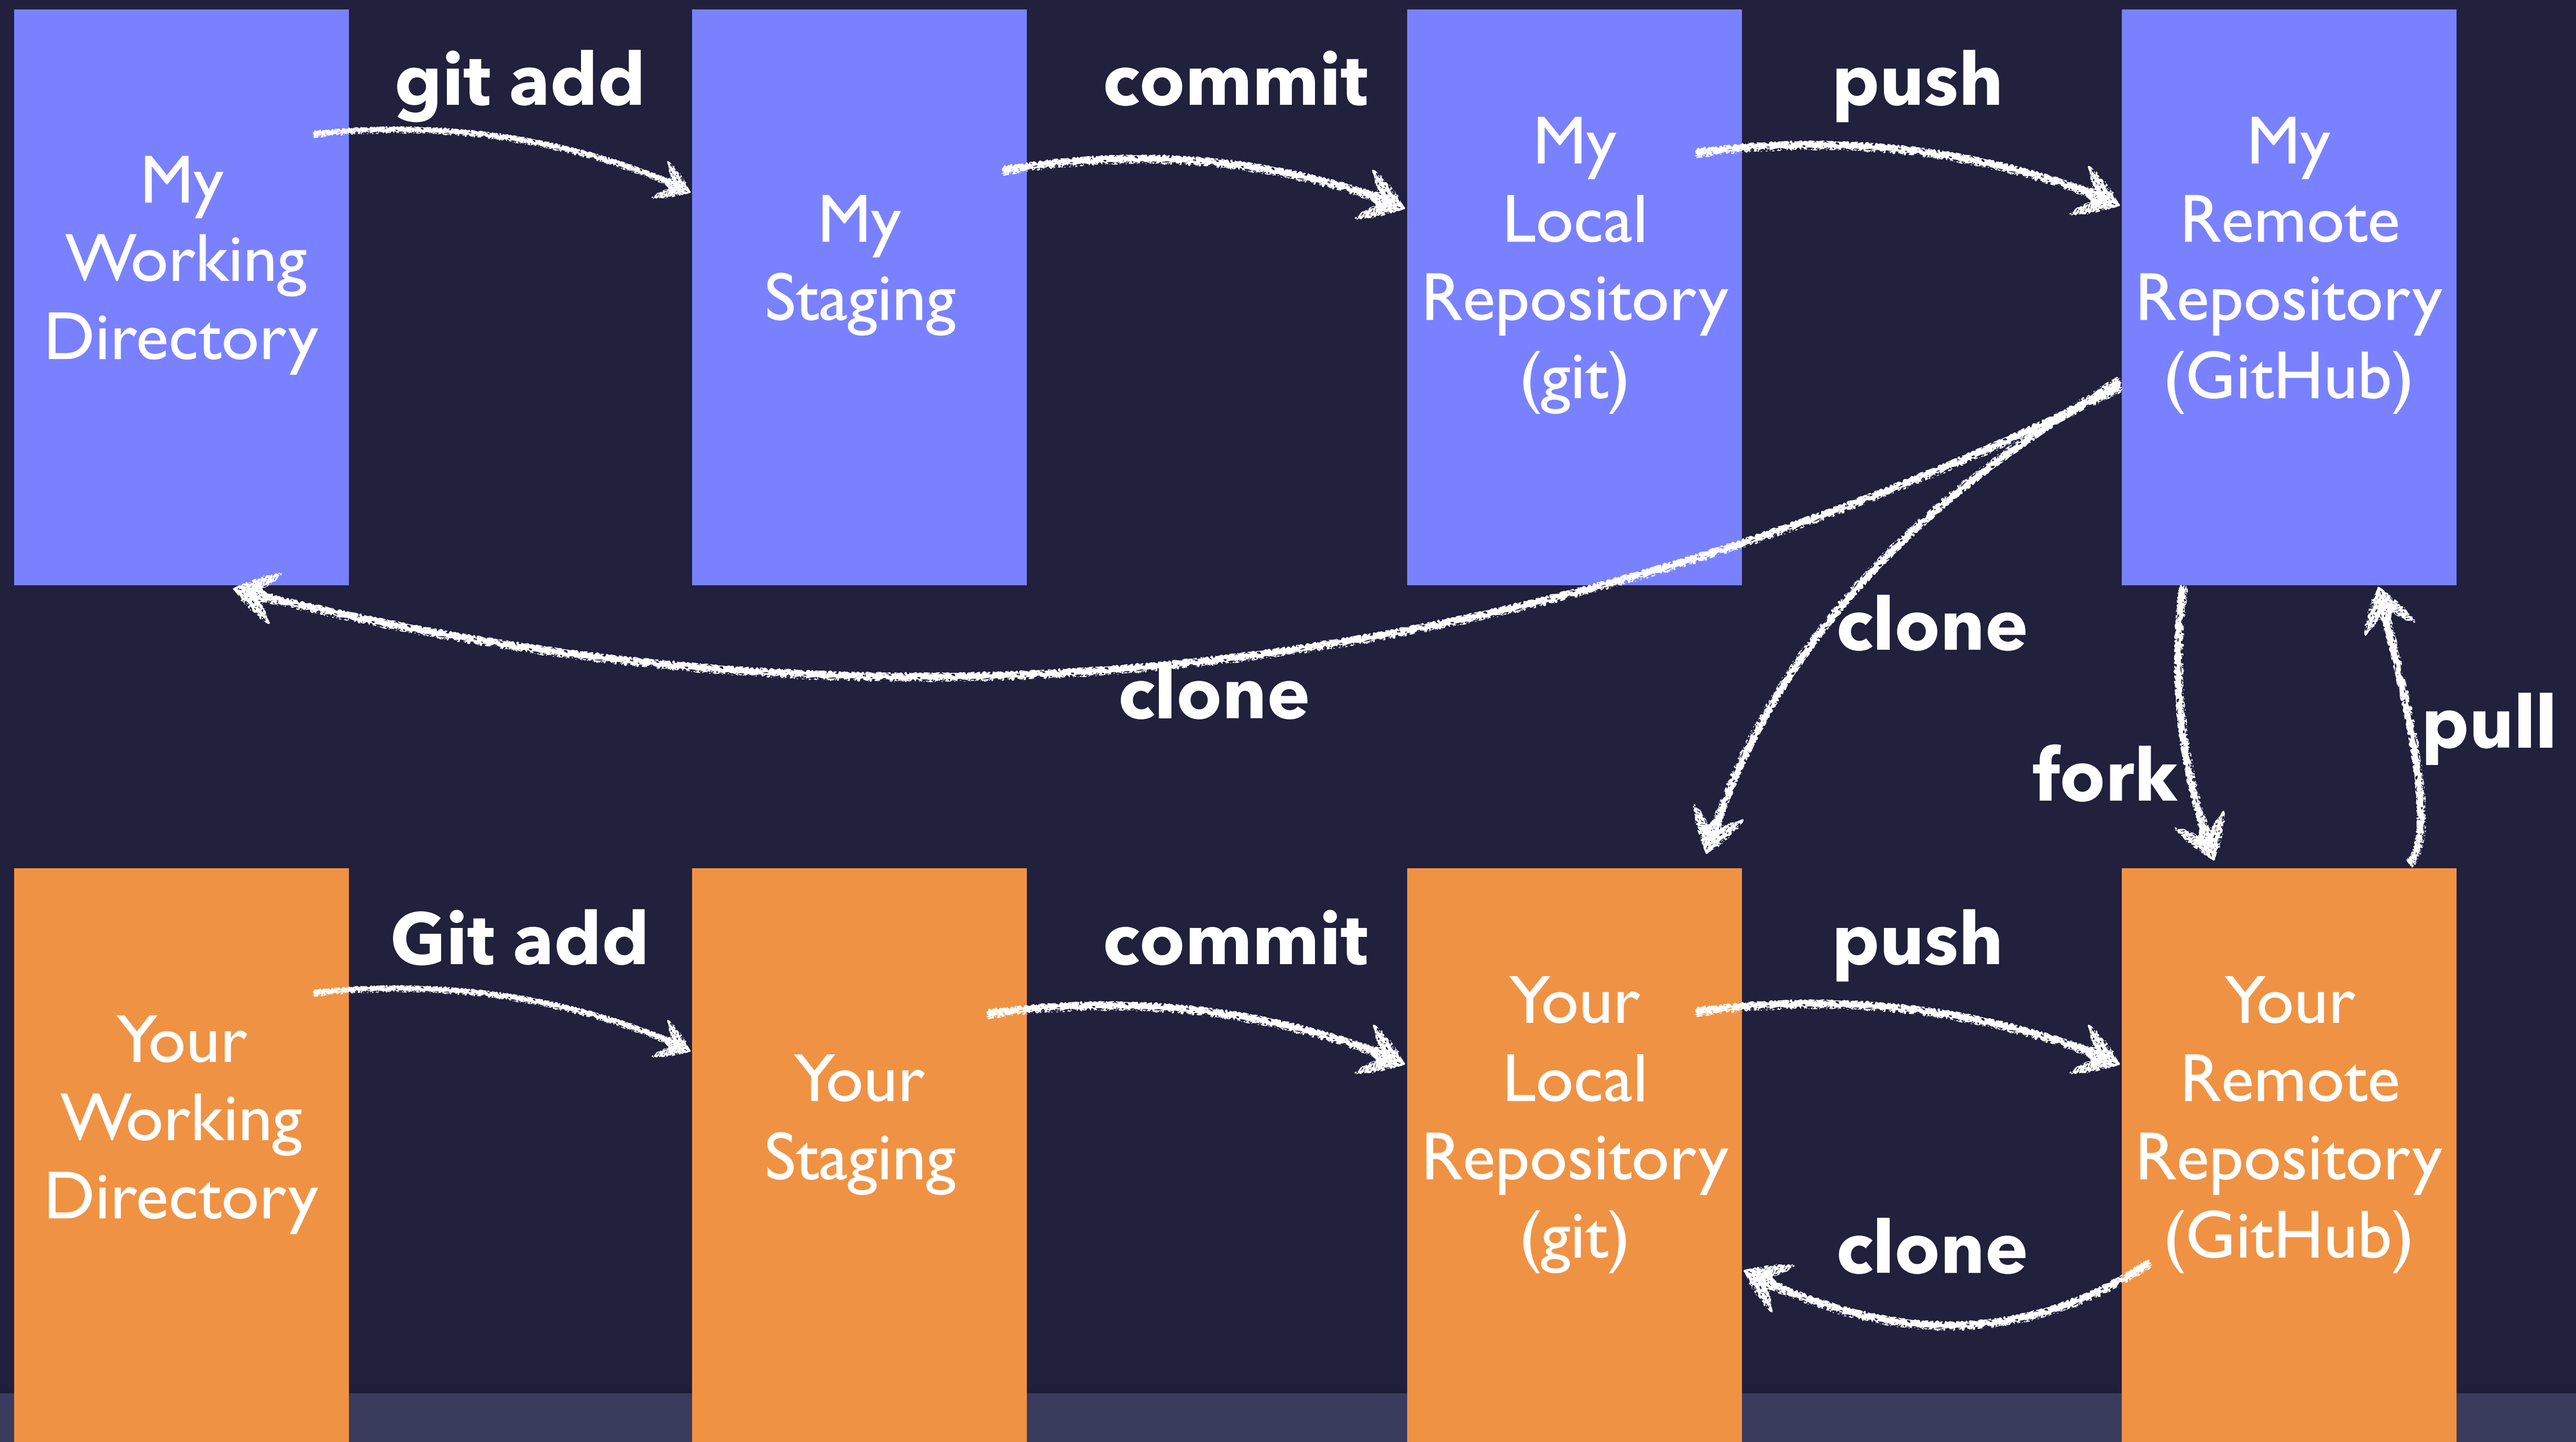 git add
commit
push
My
Working
Directory
My
Staging
My
Local
Repository
(git)
My
Remote
Repository
(GitHub)
clone
clone
fork
pull
Git add
commit
push
Your
Working
Directory
Your
Staging
Your
Local
Repository
(git)
Your
Remote
Repository
(GitHub)
clone